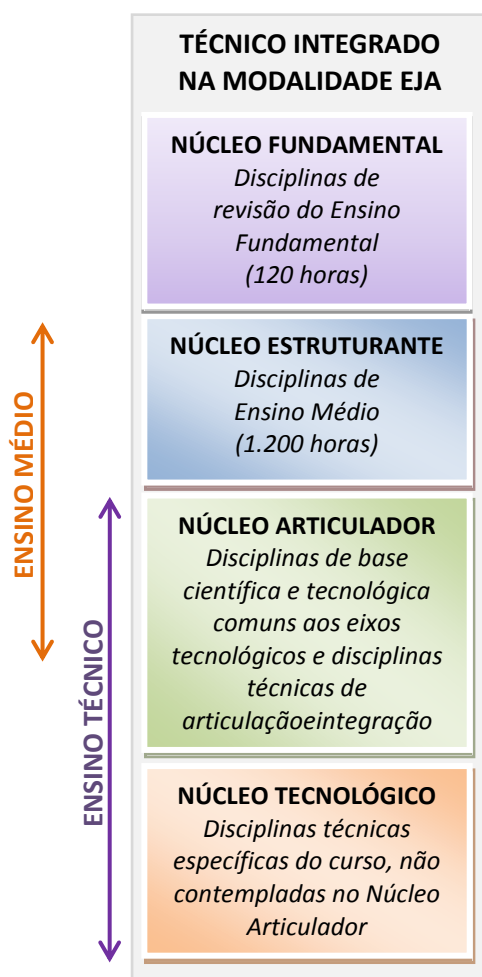 TÉCNICO INTEGRADO
NA MODALIDADE EJA
NÚCLEO FUNDAMENTAL
Disciplinas de
revisão do Ensino
Fundamental
(120 horas)
NÚCLEO ESTRUTURANTE
Disciplinas de
Ensino Médio
(1.200 horas)
NÚCLEO ARTICULADOR
Disciplinas de base
científica e tecnológica
comuns aos eixos
tecnológicos e disciplinas
técnicas de
articulaçãoeintegração
NÚCLEO TECNOLÓGICO
Disciplinas técnicas
específicas do curso, não
contempladas no Núcleo
Articulador
ENSINO MÉDIO
ENSINO TÉCNICO